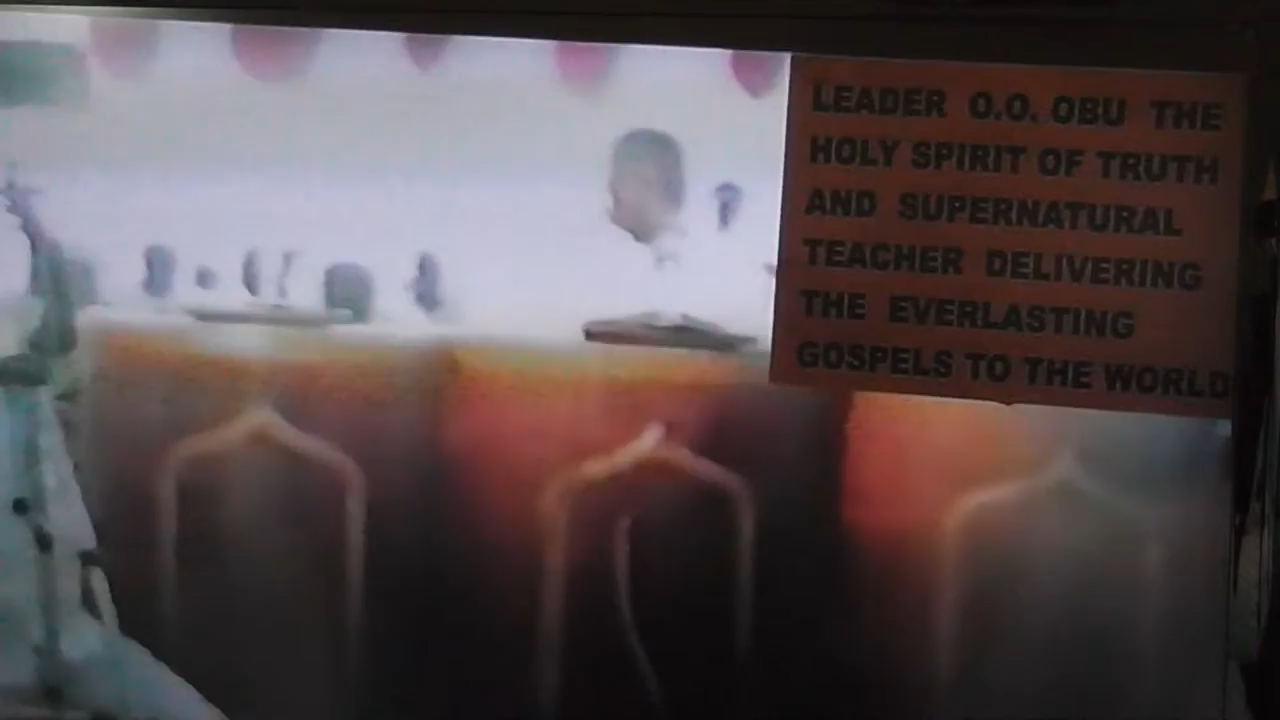 LEADER O.O. OBU THE
HOLY SPIRIT OF TRUTH
AND SUPERNATURAL
TEACHER DELIVERING
THE EVERLASTING
GOSPELS TO THE WORLD